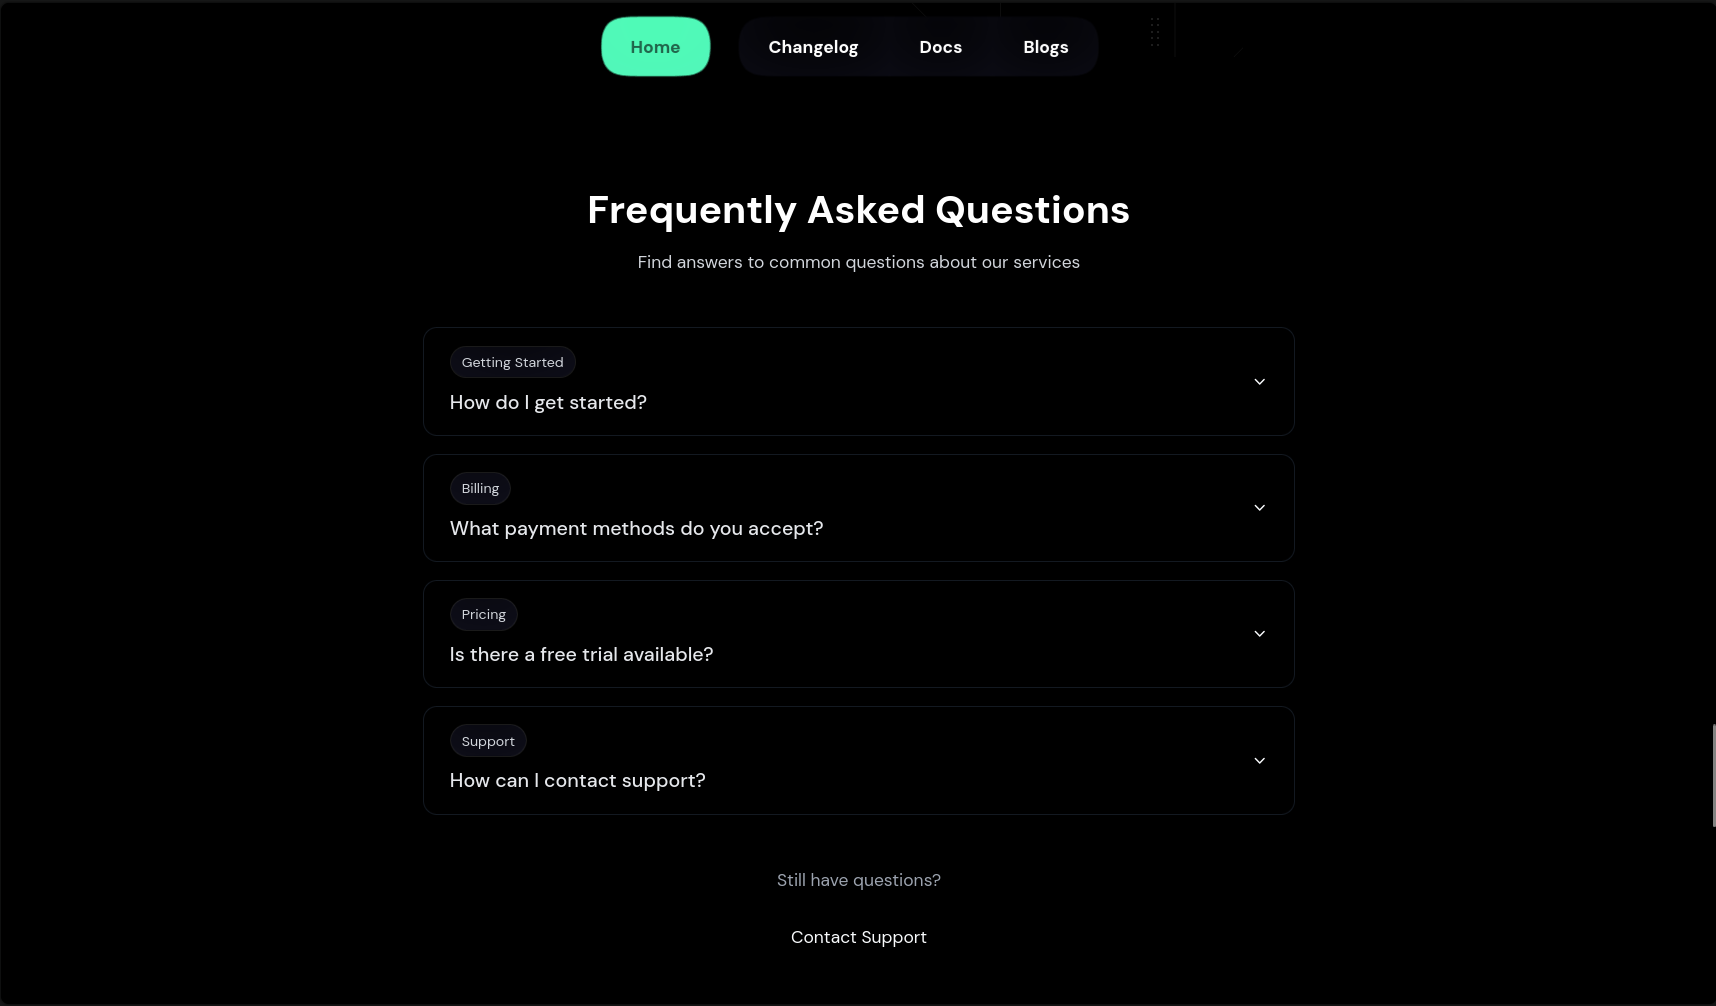 Home
Changelog
Docs
Blogs
Frequently Asked Questions
Find answers to common questions about our services
Getting Started
How do I get started?
Billing
What payment methods do you accept?
Pricing
Is there a free trial available?
Support
How can I contact support?
Still have questions?
Contact Support